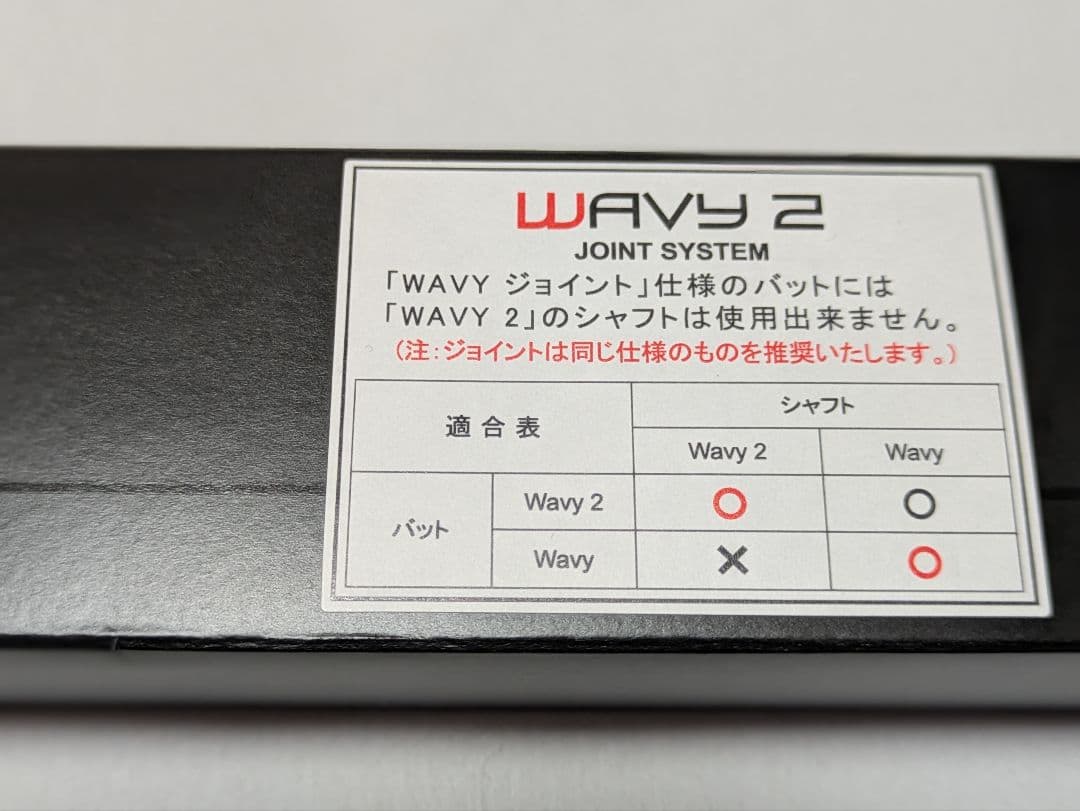 WAVY 2
JOINT SYSTEM
「WAVY ジョイント」仕様のバットには
「WAVY 2」のシャフトは使用出来ません。
（注：ジョイントは同じ仕様のものを推奨いたします。）
適合表 シャフト
Wavy 2 Wavy
バット Wavy 2 ○ ○
Wavy × ○